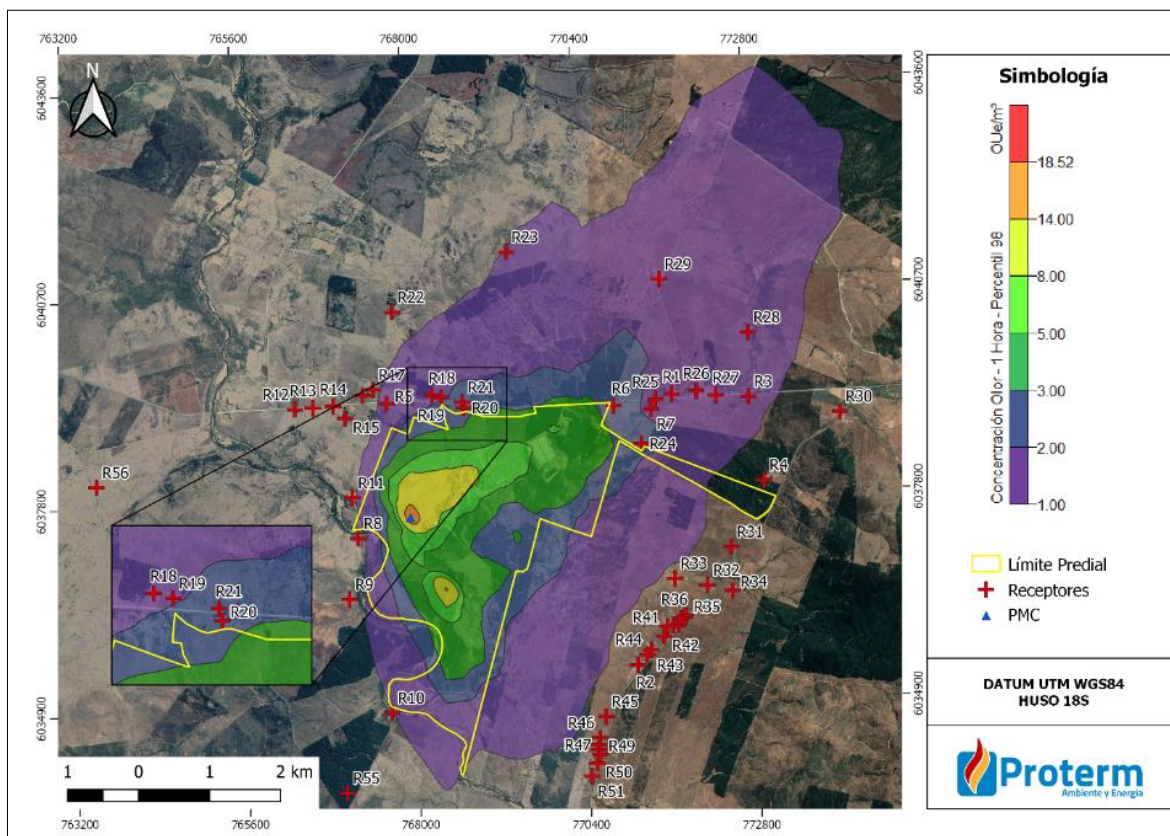 763200
765600
768000
770400
772800
6043600
6043600
N
R23
R29
6040700
6040700
R22
R28
R17
R18
R21
R6
R25
R1
R26
R27
R3
R12
R13
R14
R5
R20
R19
R7
R30
R15
R24
R4
R56
R11
6037800
6037800
R8
R31
R9
R33
R32
R34
R36
R35
R41
R42
R44
R43
R2
R18
R19
R21
R20
R10
R45
6034900
6034900
R46
R47
R49
R50
R51
R55
1 0 1 2 km
763200
765600
768000
770400
772800
Simbología
OUe/m³
18.52
14.00
8.00
5.00
3.00
2.00
1.00
Concentración Olor - 1 Hora - Percentil 98
Límite Predial
Receptores
PMC
DATUM UTM WGS84
HUSO 18S
Proterm
Ambiente y Energía